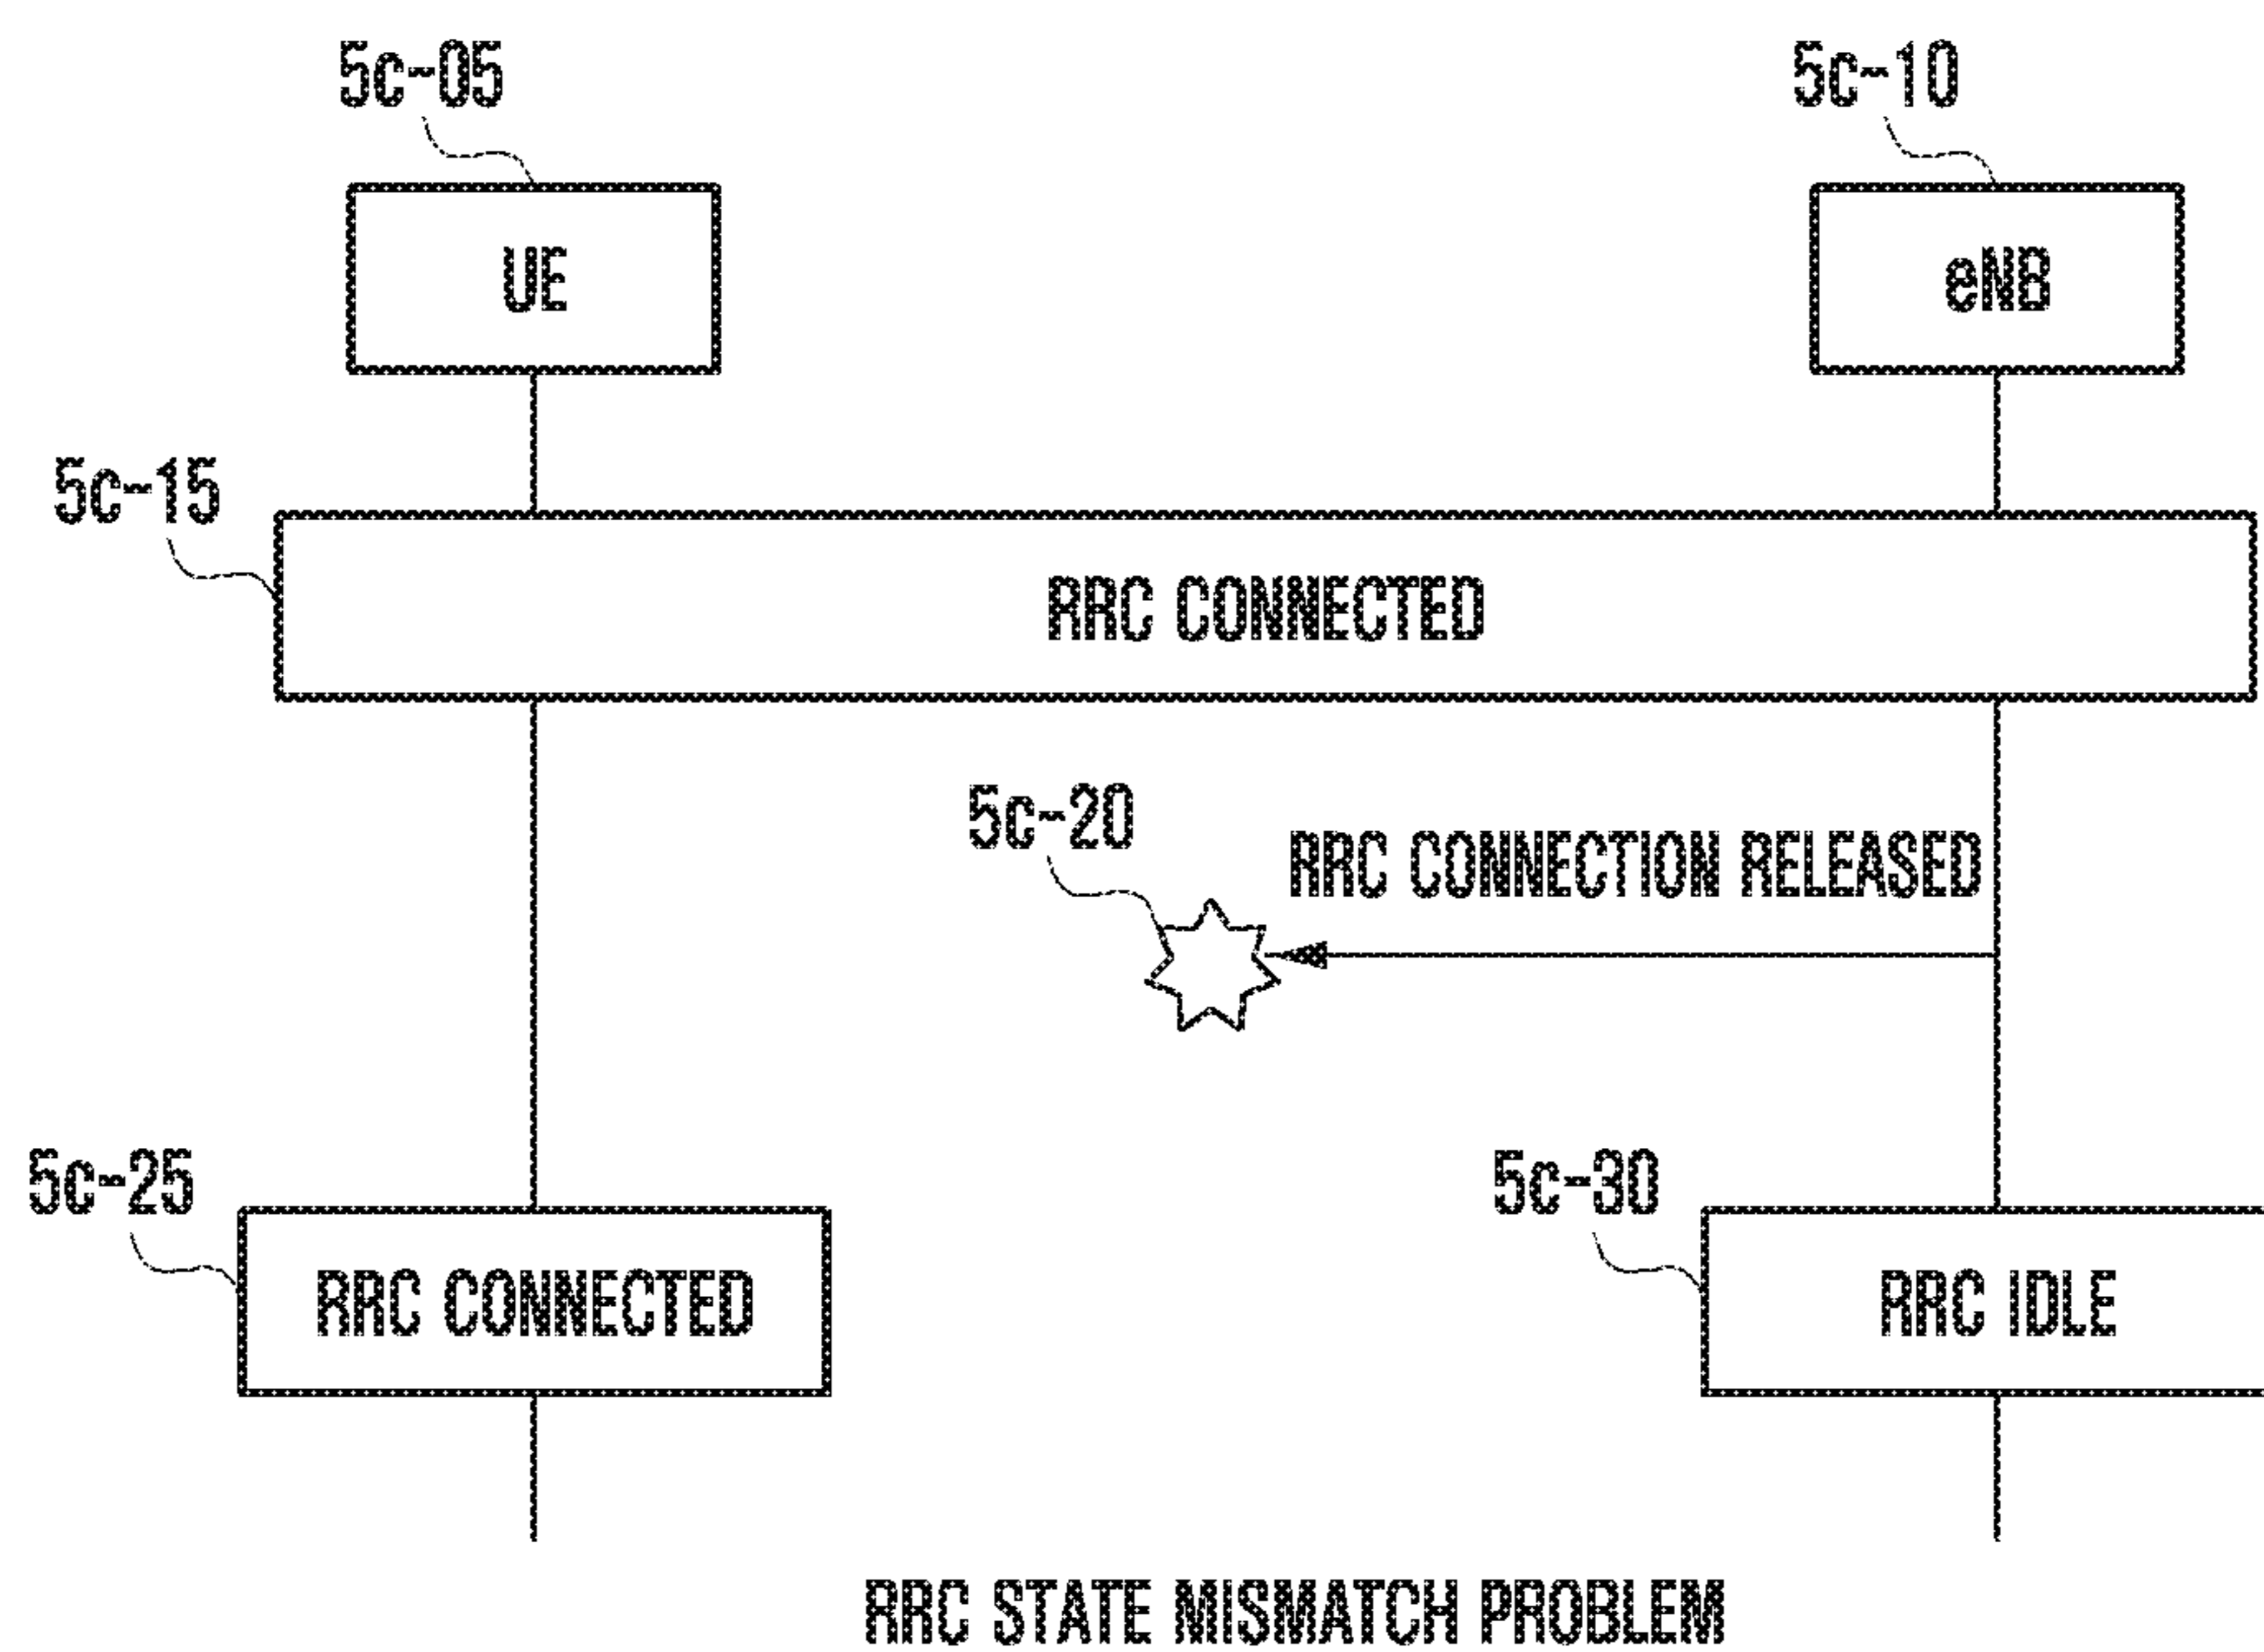 5c-05
5c-10
UE
eNB
5c-15
RRC CONNECTED
5c-20
RRC CONNECTION RELEASED
5c-25
5c-30
RRC CONNECTED
RRC IDLE
RRC STATE MISMATCH PROBLEM